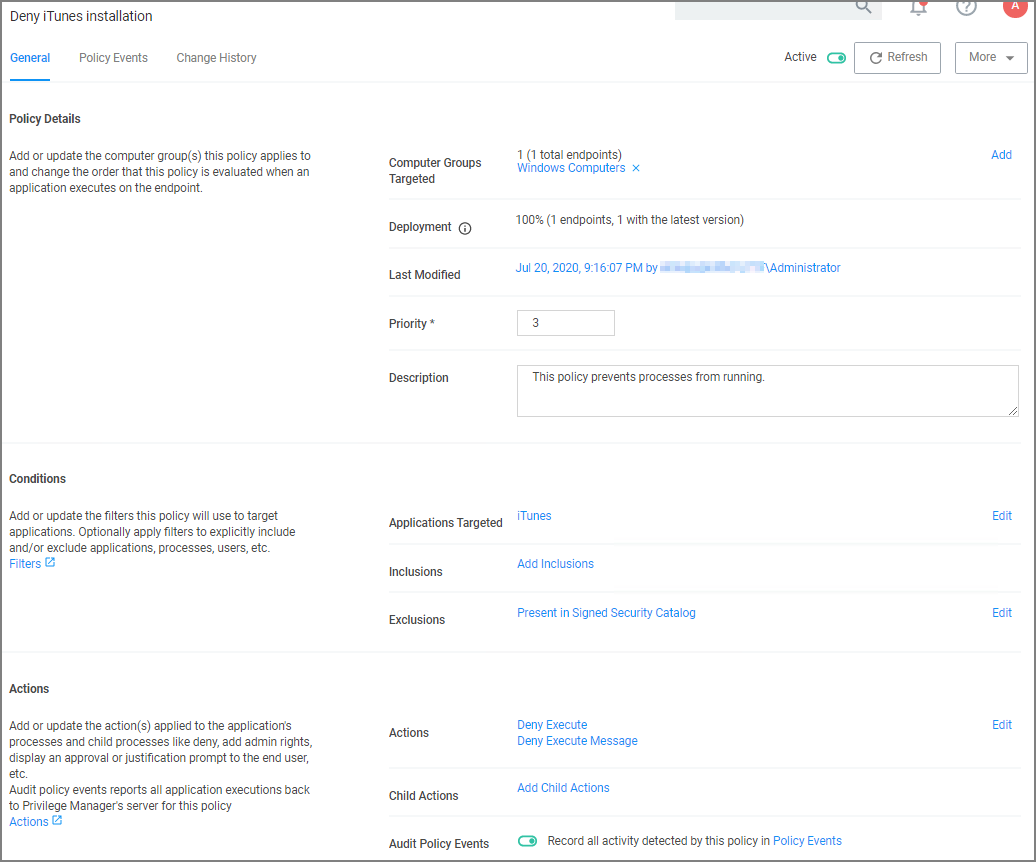 Deny iTunes installation
A
General
Policy Events
Change History
Active
Refresh
More
Policy Details
Add or update the computer group(s) this policy applies to
and change the order that this policy is evaluated when an
application executes on the endpoint.
Computer Groups
Targeted
1 (1 total endpoints)
Windows Computers ×
Add
Deployment
100% (1 endpoints, 1 with the latest version)
Last Modified
Jul 20, 2020, 9:16:07 PM by \Administrator
Priority *
3
Description
This policy prevents processes from running.
Conditions
Add or update the filters this policy will use to target
applications. Optionally apply filters to explicitly include
and/or exclude applications, processes, users, etc.
Filters
Applications Targeted
iTunes
Edit
Inclusions
Add Inclusions
Exclusions
Present in Signed Security Catalog
Edit
Actions
Add or update the action(s) applied to the application's
processes and child processes like deny, add admin rights,
display an approval or justification prompt to the end user,
etc.
Audit policy events reports all application executions back
to Privilege Manager's server for this policy
Actions
Actions
Deny Execute
Deny Execute Message
Edit
Child Actions
Add Child Actions
Audit Policy Events
Record all activity detected by this policy in Policy Events